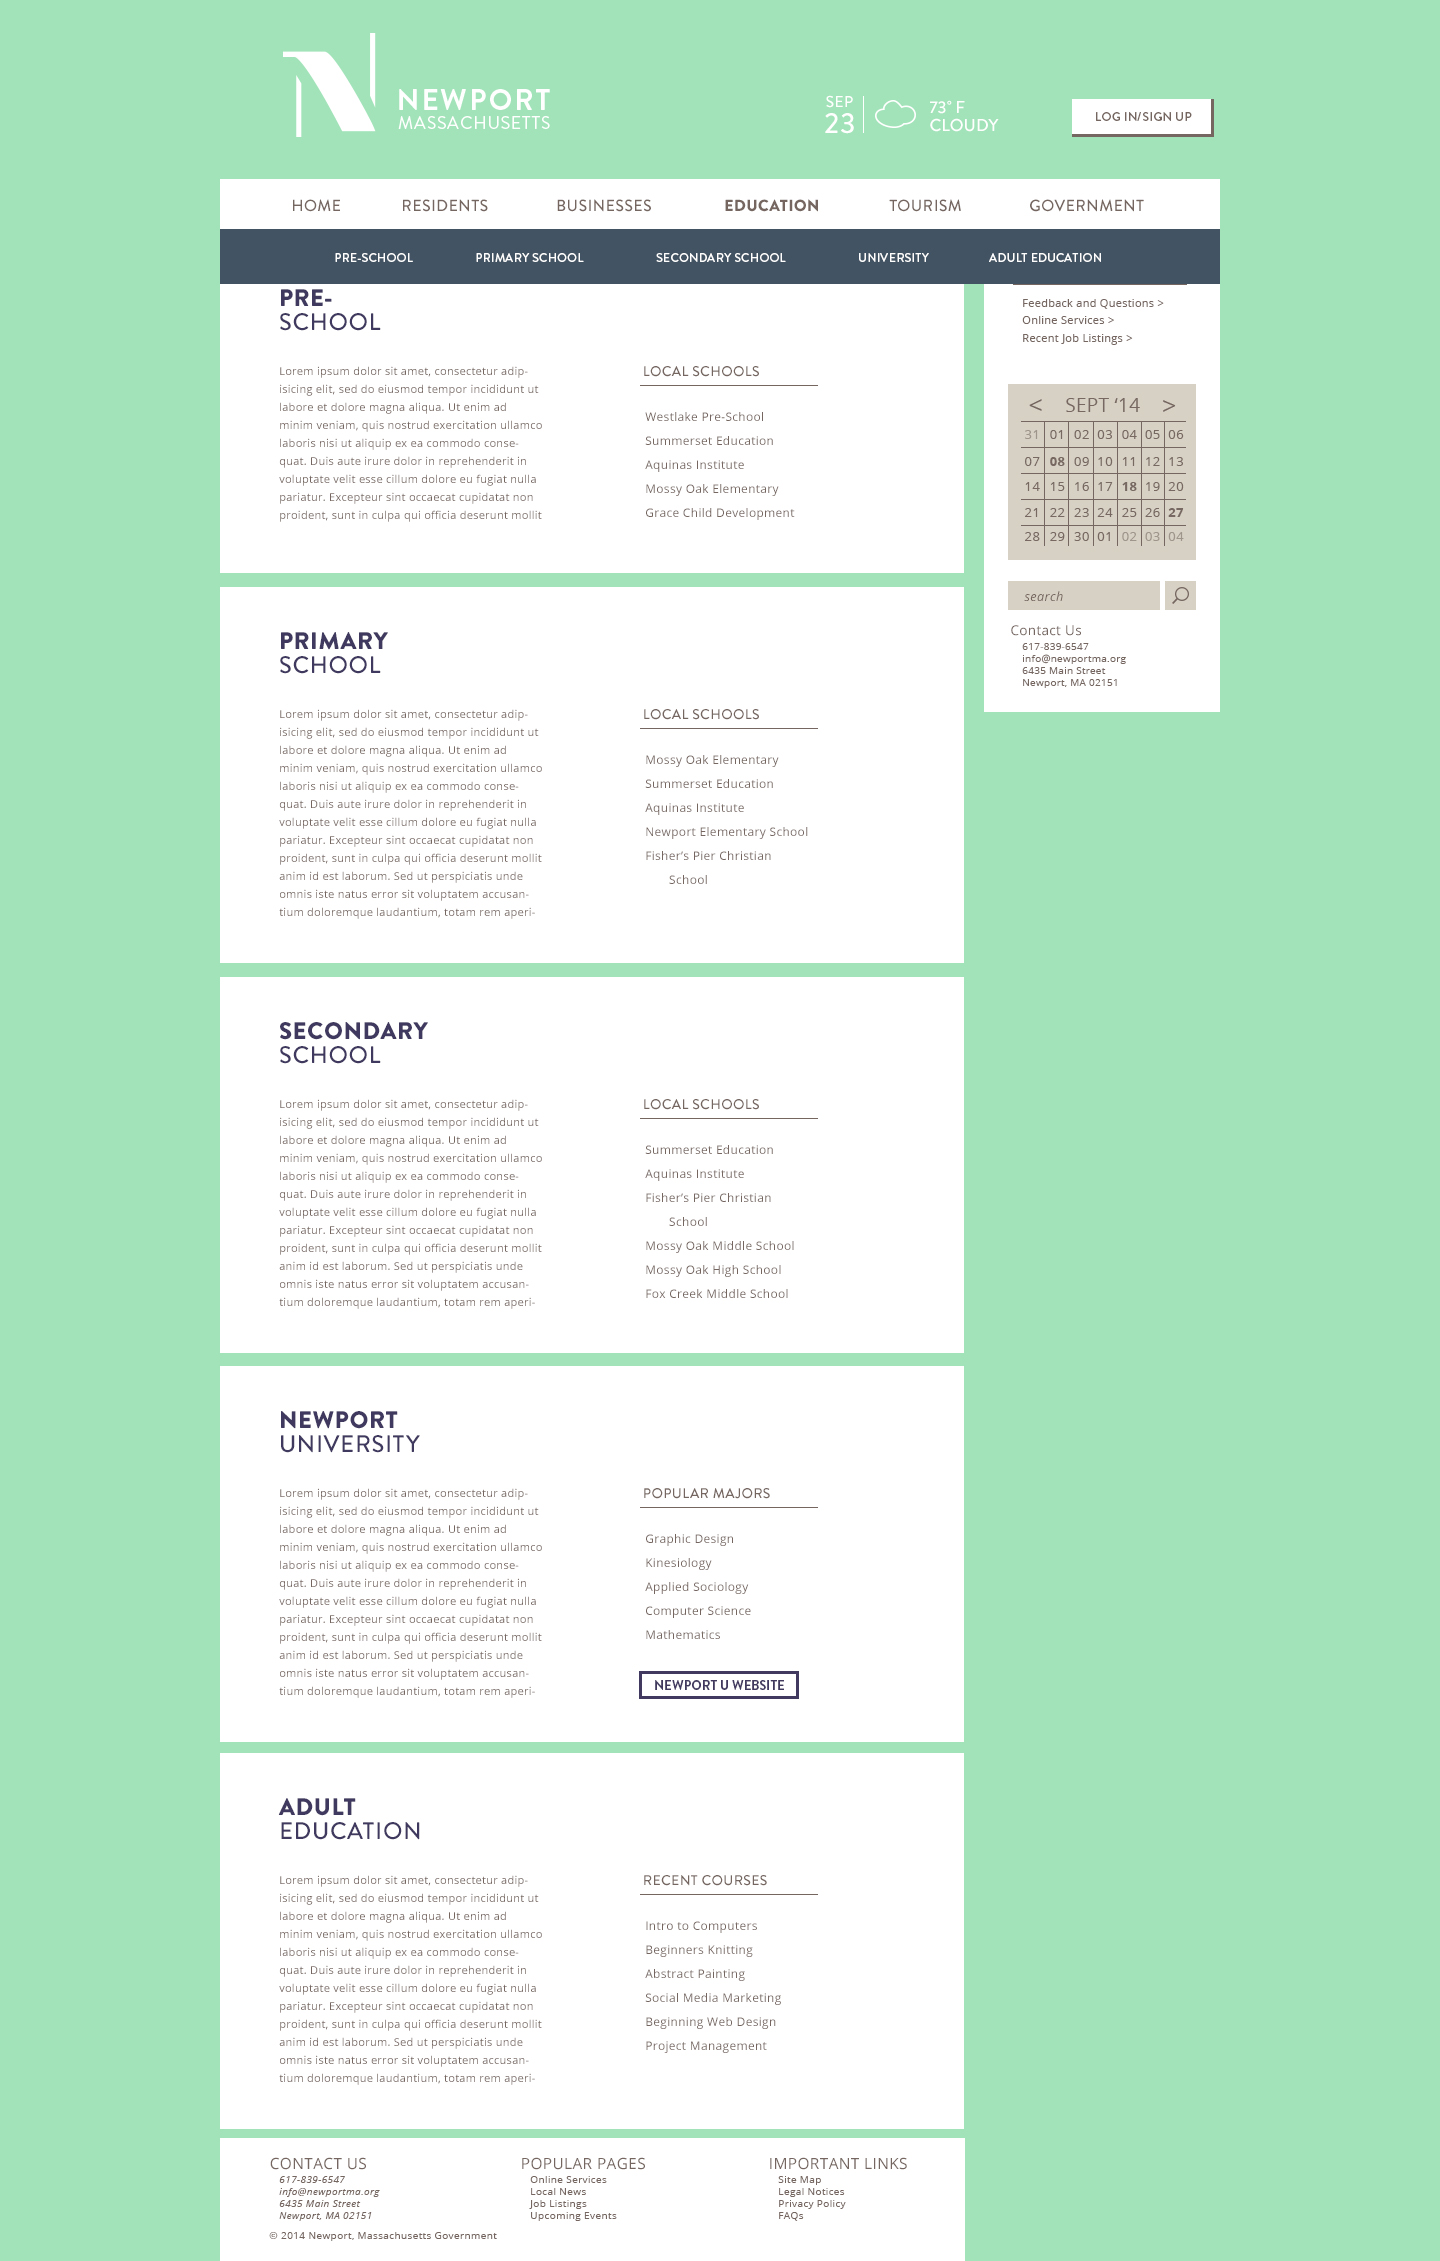 NEWPORT
MASSACHUSETTS
SEP
23
73° F
CLOUDY
LOG IN/SIGN UP
HOME RESIDENTS BUSINESSES EDUCATION TOURISM GOVERNMENT
PRE-SCHOOL PRIMARY SCHOOL SECONDARY SCHOOL UNIVERSITY ADULT EDUCATION
PRE-
SCHOOL
Lorem ipsum dolor sit amet, consectetur adip-
isicing elit, sed do eiusmod tempor incididunt ut
labore et dolore magna aliqua. Ut enim ad
minim veniam, quis nostrud exercitation ullamco
laboris nisi ut aliquip ex ea commodo conse-
quat. Duis aute irure dolor in reprehenderit in
voluptate velit esse cillum dolore eu fugiat nulla
pariatur. Excepteur sint occaecat cupidatat non
proident, sunt in culpa qui officia deserunt mollit
LOCAL SCHOOLS
Westlake Pre-School
Summerset Education
Aquinas Institute
Mossy Oak Elementary
Grace Child Development
Feedback and Questions >
Online Services >
Recent Job Listings >
< SEPT ‘14 >
31 01 02 03 04 05 06
07 08 09 10 11 12 13
14 15 16 17 18 19 20
21 22 23 24 25 26 27
28 29 30 01 02 03 04
search
Contact Us
617-839-6547
info@newportma.org
6435 Main Street
Newport, MA 02151
PRIMARY
SCHOOL
Lorem ipsum dolor sit amet, consectetur adip-
isicing elit, sed do eiusmod tempor incididunt ut
labore et dolore magna aliqua. Ut enim ad
minim veniam, quis nostrud exercitation ullamco
laboris nisi ut aliquip ex ea commodo conse-
quat. Duis aute irure dolor in reprehenderit in
voluptate velit esse cillum dolore eu fugiat nulla
pariatur. Excepteur sint occaecat cupidatat non
proident, sunt in culpa qui officia deserunt mollit
anim id est laborum. Sed ut perspiciatis unde
omnis iste natus error sit voluptatem accusan-
tium doloremque laudantium, totam rem aperi-
LOCAL SCHOOLS
Mossy Oak Elementary
Summerset Education
Aquinas Institute
Newport Elementary School
Fisher’s Pier Christian
School
SECONDARY
SCHOOL
Lorem ipsum dolor sit amet, consectetur adip-
isicing elit, sed do eiusmod tempor incididunt ut
labore et dolore magna aliqua. Ut enim ad
minim veniam, quis nostrud exercitation ullamco
laboris nisi ut aliquip ex ea commodo conse-
quat. Duis aute irure dolor in reprehenderit in
voluptate velit esse cillum dolore eu fugiat nulla
pariatur. Excepteur sint occaecat cupidatat non
proident, sunt in culpa qui officia deserunt mollit
anim id est laborum. Sed ut perspiciatis unde
omnis iste natus error sit voluptatem accusan-
tium doloremque laudantium, totam rem aperi-
LOCAL SCHOOLS
Summerset Education
Aquinas Institute
Fisher’s Pier Christian
School
Mossy Oak Middle School
Mossy Oak High School
Fox Creek Middle School
NEWPORT
UNIVERSITY
Lorem ipsum dolor sit amet, consectetur adip-
isicing elit, sed do eiusmod tempor incididunt ut
labore et dolore magna aliqua. Ut enim ad
minim veniam, quis nostrud exercitation ullamco
laboris nisi ut aliquip ex ea commodo conse-
quat. Duis aute irure dolor in reprehenderit in
voluptate velit esse cillum dolore eu fugiat nulla
pariatur. Excepteur sint occaecat cupidatat non
proident, sunt in culpa qui officia deserunt mollit
anim id est laborum. Sed ut perspiciatis unde
omnis iste natus error sit voluptatem accusan-
tium doloremque laudantium, totam rem aperi-
POPULAR MAJORS
Graphic Design
Kinesiology
Applied Sociology
Computer Science
Mathematics
NEWPORT U WEBSITE
ADULT
EDUCATION
Lorem ipsum dolor sit amet, consectetur adip-
isicing elit, sed do eiusmod tempor incididunt ut
labore et dolore magna aliqua. Ut enim ad
minim veniam, quis nostrud exercitation ullamco
laboris nisi ut aliquip ex ea commodo conse-
quat. Duis aute irure dolor in reprehenderit in
voluptate velit esse cillum dolore eu fugiat nulla
pariatur. Excepteur sint occaecat cupidatat non
proident, sunt in culpa qui officia deserunt mollit
anim id est laborum. Sed ut perspiciatis unde
omnis iste natus error sit voluptatem accusan-
tium doloremque laudantium, totam rem aperi-
RECENT COURSES
Intro to Computers
Beginners Knitting
Abstract Painting
Social Media Marketing
Beginning Web Design
Project Management
CONTACT US
617-839-6547
info@newportma.org
6435 Main Street
Newport, MA 02151
POPULAR PAGES
Online Services
Local News
Job Listings
Upcoming Events
IMPORTANT LINKS
Site Map
Legal Notices
Privacy Policy
FAQs
© 2014 Newport, Massachusetts Government